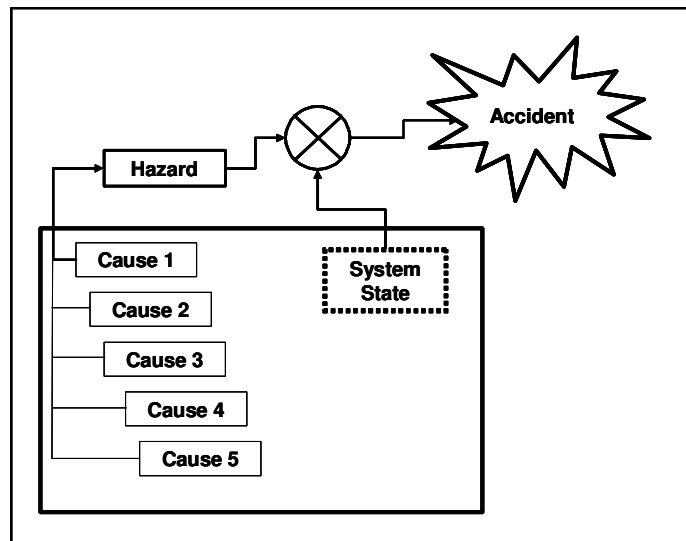 Accident
Hazard
Cause 1
System
State
Cause 2
Cause 3
Cause 4
Cause 5